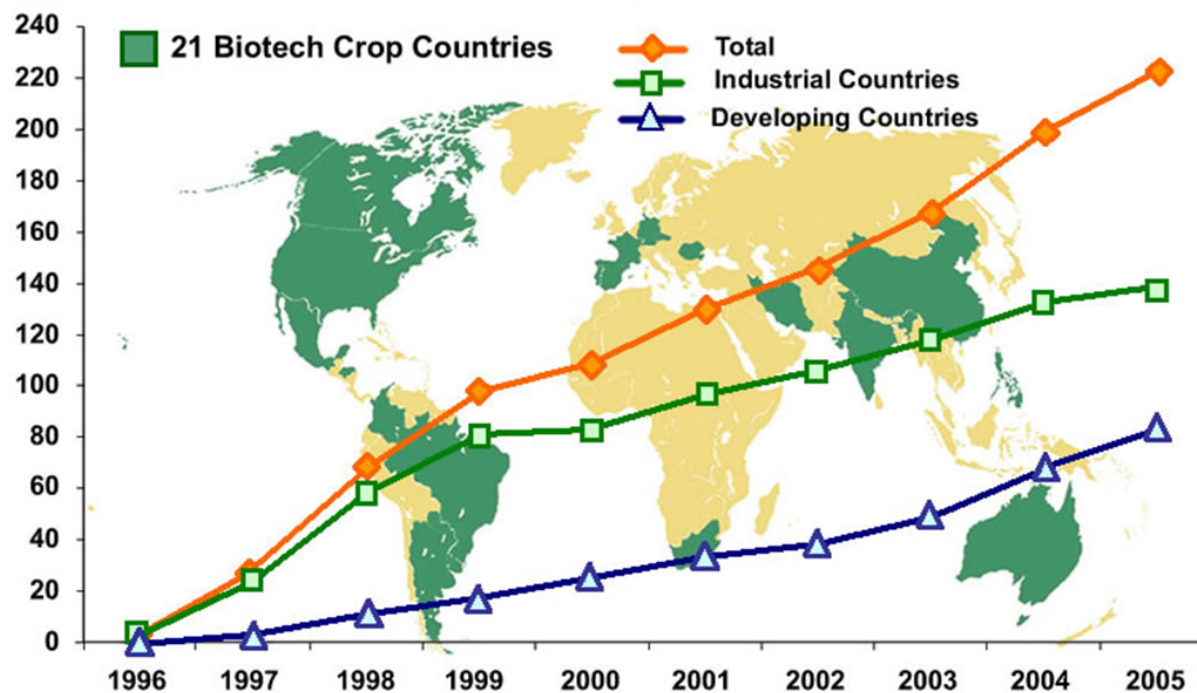 240
21 Biotech Crop Countries
Total
220
Industrial Countries
200
Developing Countries
180
160
140
120
100
80
60
40
20
0
1996 1997 1998 1999 2000 2001 2002 2003 2004 2005